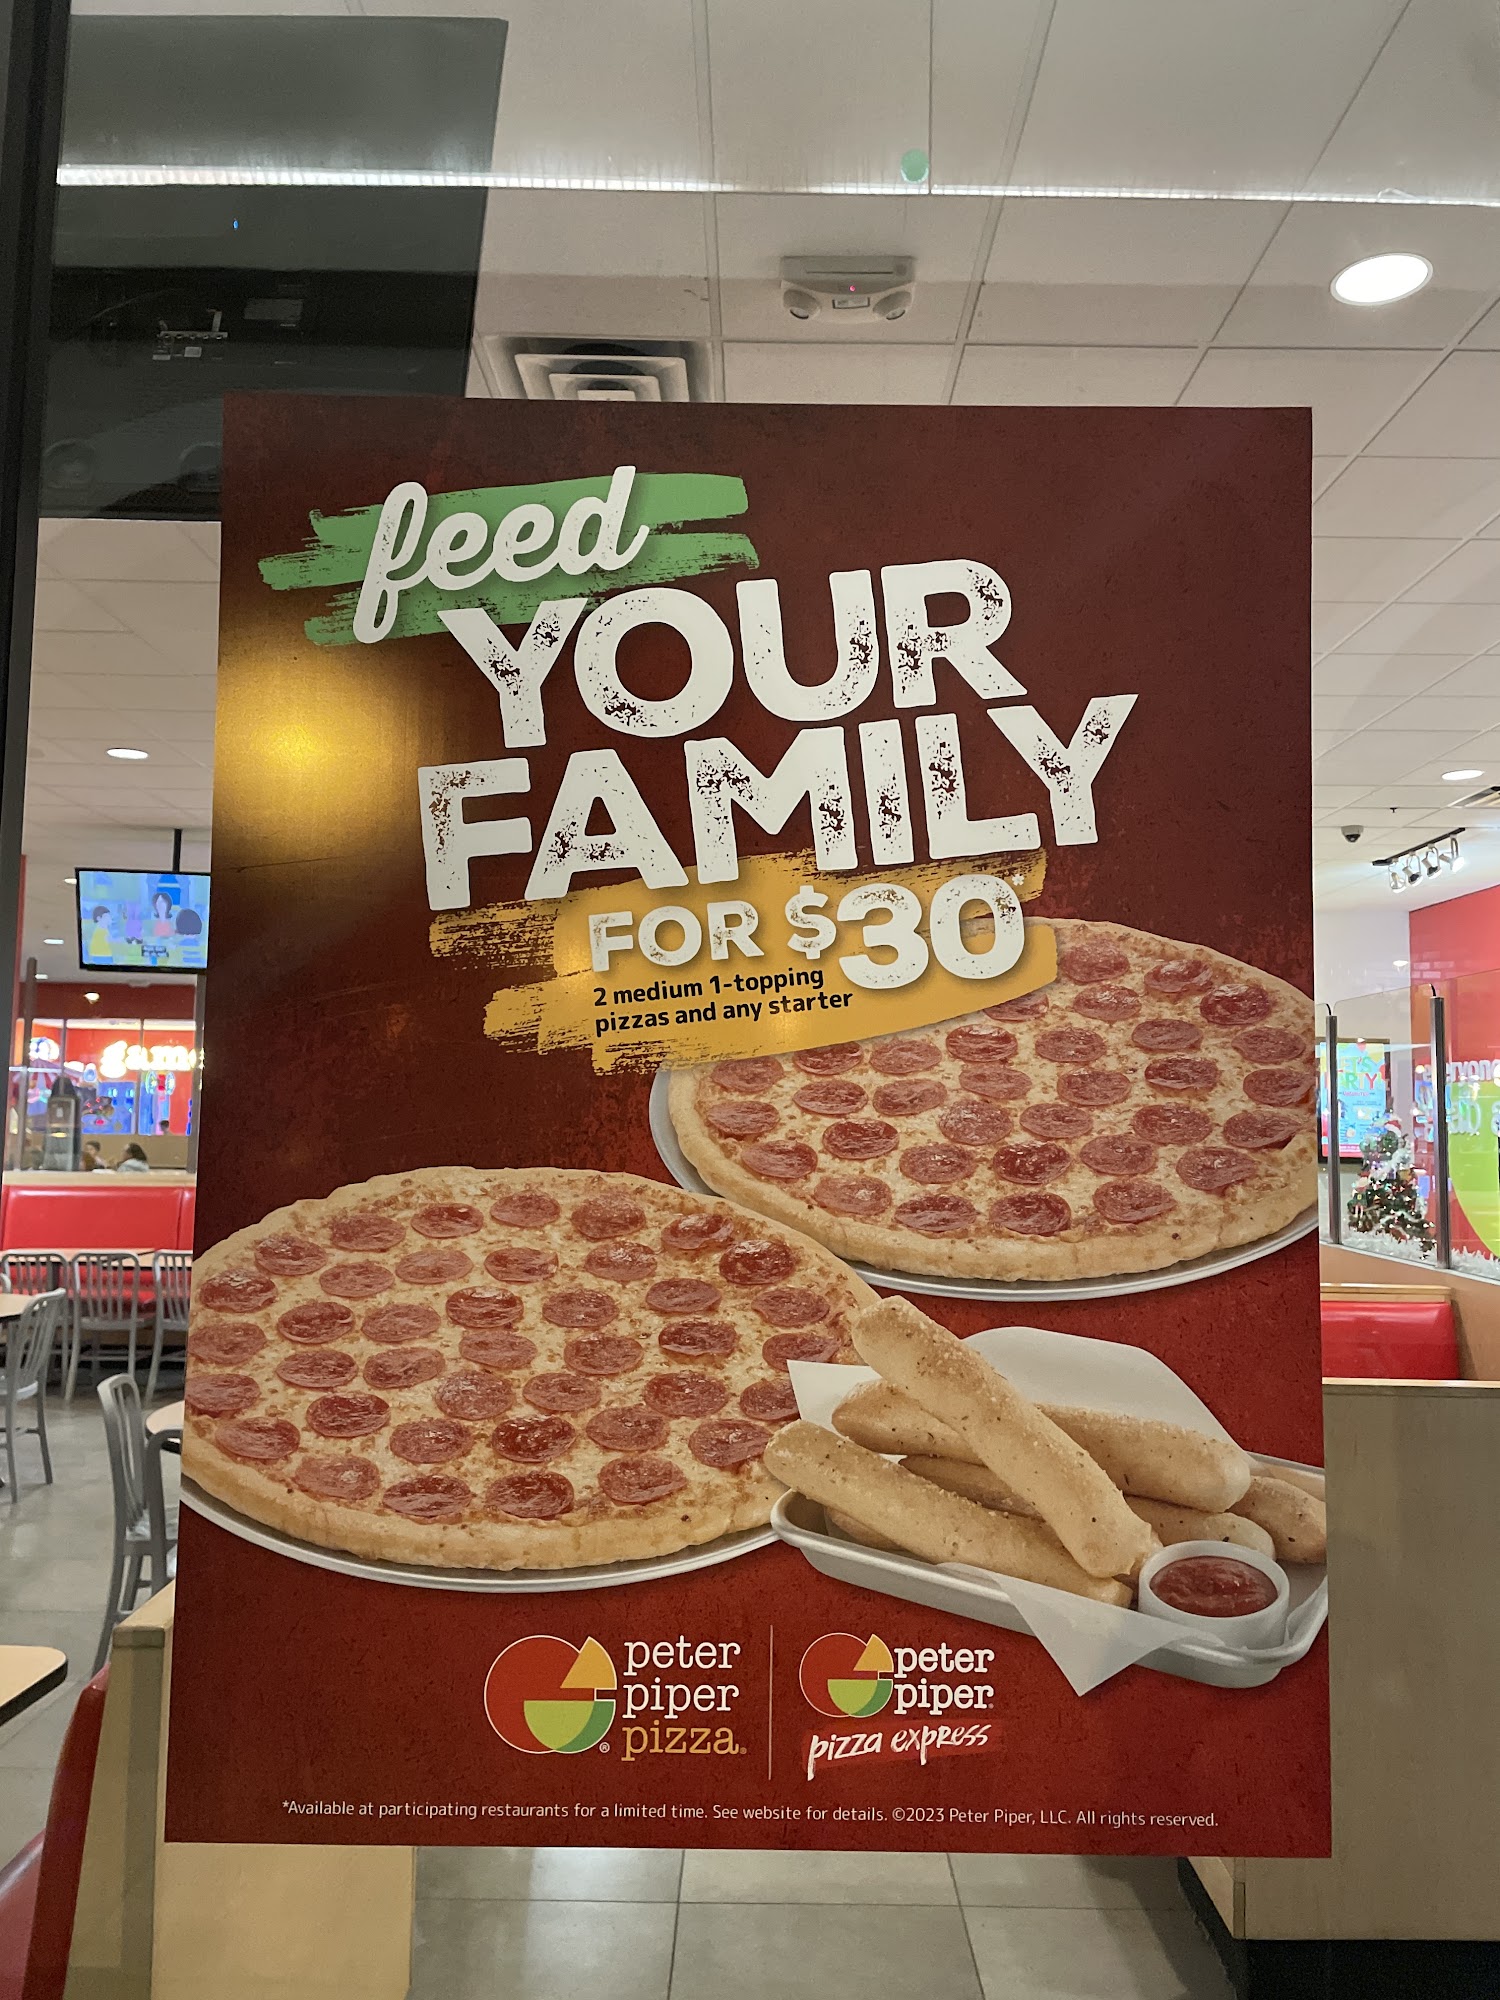 feed
YOUR
FAMILY
FOR $30*
2 medium 1-topping
pizzas and any starter
peter
piper
pizza®
peter
piper®
pizza express
*Available at participating restaurants for a limited time. See website for details. ©2023 Peter Piper, LLC. All rights reserved.